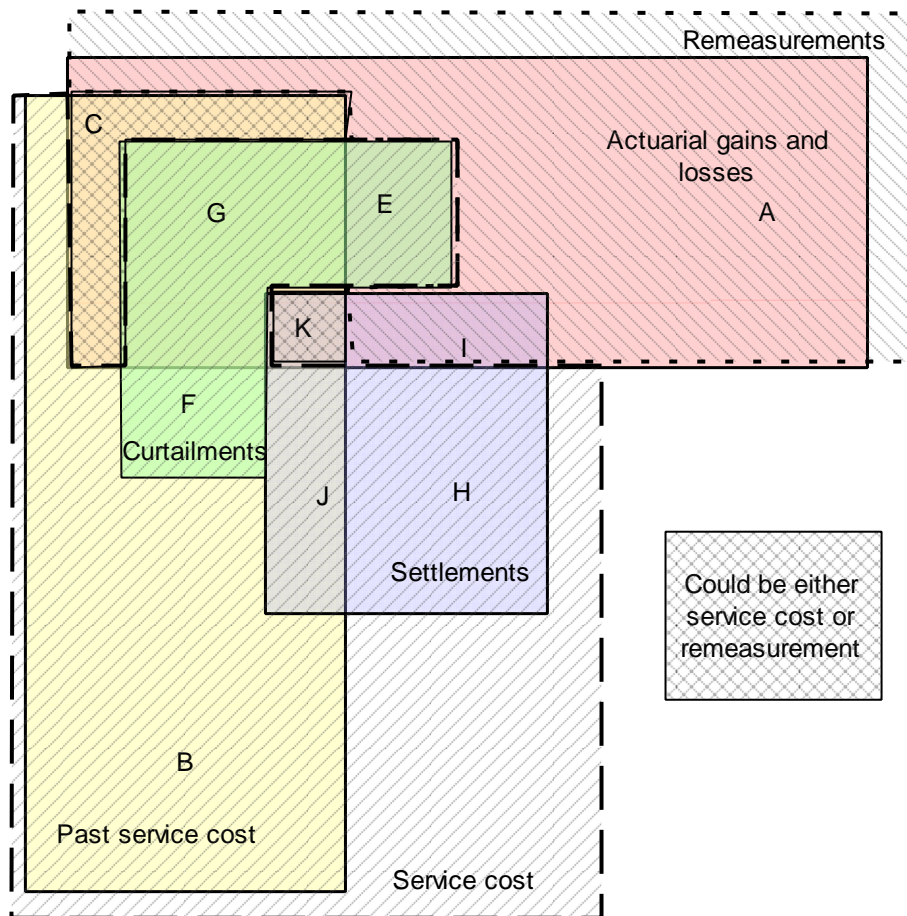 Remeasurements
C
Actuarial gains and
losses
G
E
A
K
I
F
Curtailments
J
H
Settlements
Could be either
service cost or
remeasurement
B
Past service cost
Service cost